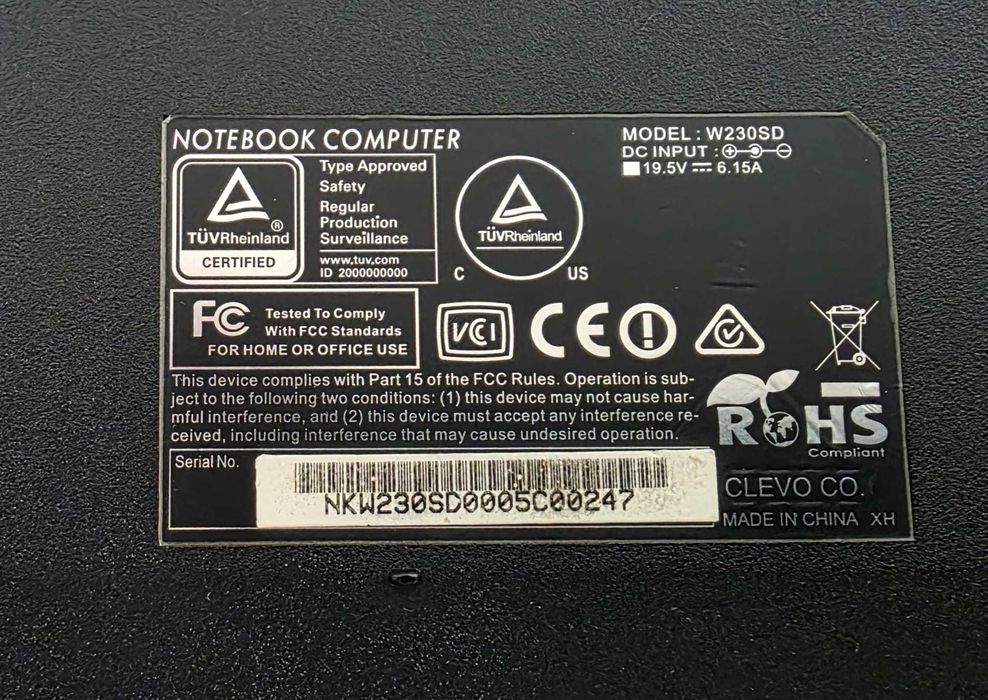 NOTEBOOK COMPUTER
MODEL : W230SD
DC INPUT :
19.5V 6.15A
TÜVRheinland ®
CERTIFIED
Type Approved
Safety
Regular
Production
Surveillance
www.tuv.com
ID 2000000000
TÜVRheinland
C US
FC Tested To Comply
With FCC Standards
FOR HOME OR OFFICE USE
VCI
CE
This device complies with Part 15 of the FCC Rules. Operation is sub-
ject to the following two conditions: (1) this device may not cause har-
mful interference, and (2) this device must accept any interference re-
ceived, including interference that may cause undesired operation.
ROHS
Compliant
Serial No.
NKW230SD0005C00247
CLEVO CO.
MADE IN CHINA XH